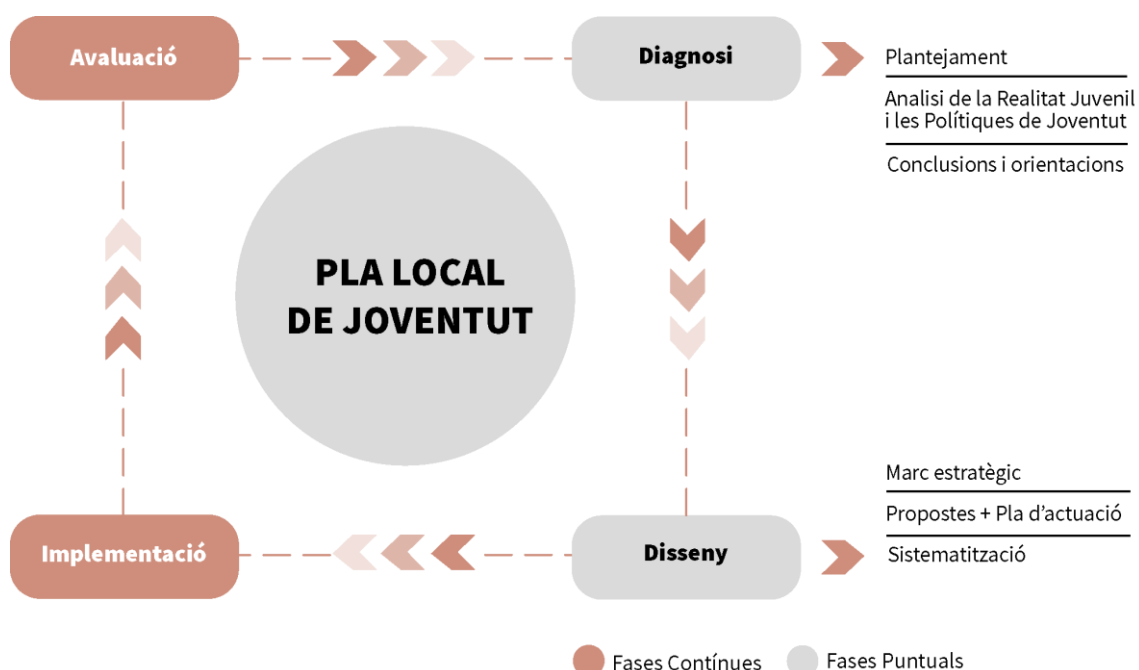 Avaluació
Diagnosi
Plantejament
Analisi de la Realitat Juvenil
i les Polítiques de Joventut
Conclusions i orientacions
PLA LOCAL
DE JOVENTUT
Implementació
Disseny
Marc estratègic
Propostes + Pla d'actuació
Sistematització
Fases Contínues
Fases Puntuals